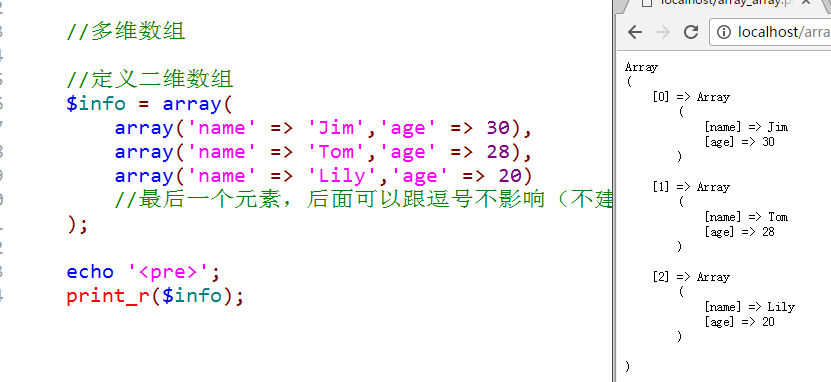 //多维数组
//定义二维数组
$info = array(
array('name' => 'Jim','age' => 30),
array('name' => 'Tom','age' => 28),
array('name' => 'Lily','age' => 20)
//最后一个元素，后面可以跟逗号不影响（不建
);
echo '<pre>';
print_r($info);
localhost/array_array.p
localhost/arra
Array
(
[0] => Array
(
[name] => Jim
[age] => 30
)
[1] => Array
(
[name] => Tom
[age] => 28
)
[2] => Array
(
[name] => Lily
[age] => 20
)
)